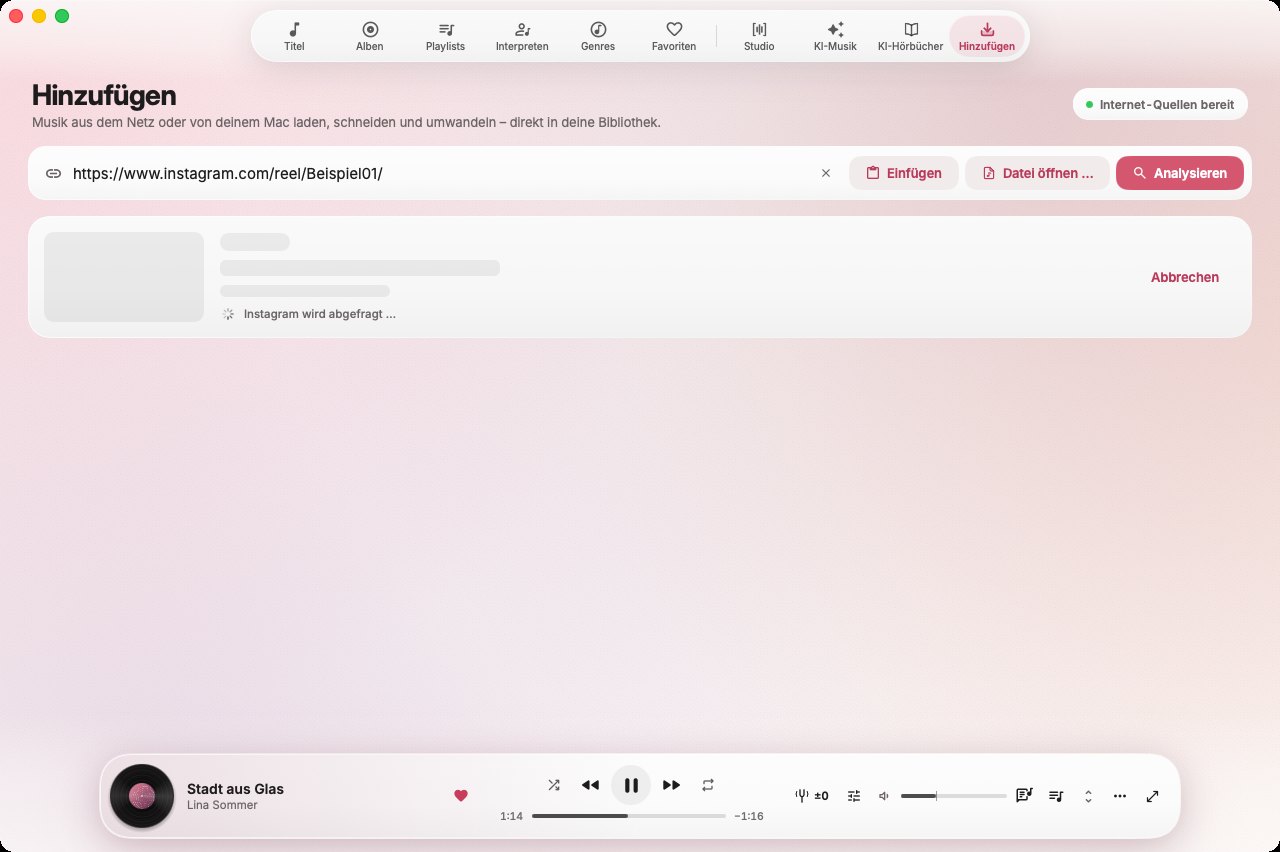 Titel
Alben
Playlists
Interpreten
Genres
Favoriten
Studio
KI-Musik
KI-Hörbücher
Hinzufügen
Hinzufügen
Musik aus dem Netz oder von deinem Mac laden, schneiden und umwandeln – direkt in deine Bibliothek.
Internet-Quellen bereit
https://www.instagram.com/reel/Beispiel01/
Einfügen
Datei öffnen ...
Analysieren
Instagram wird abgefragt ...
Abbrechen
Stadt aus Glas
Lina Sommer
1:14
−1:16
±0